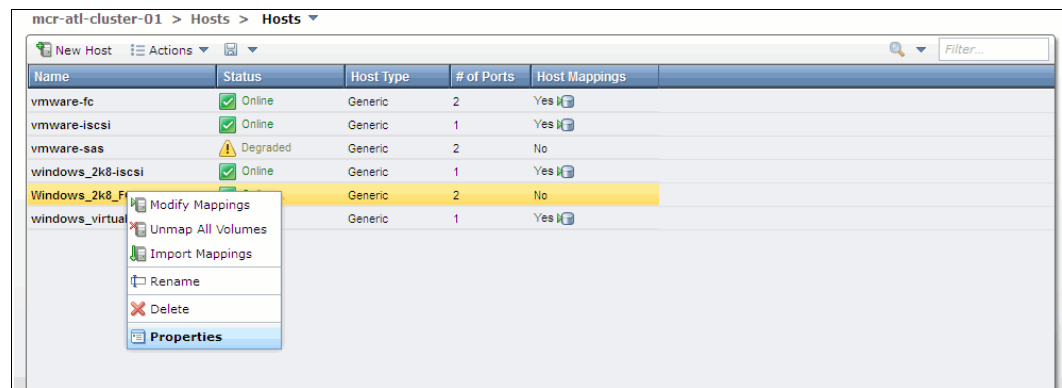 mcr-atl-cluster-01 > Hosts > Hosts
New Host Actions Filter...
Name Status Host Type # of Ports Host Mappings
vmware-fc Online Generic 2 Yes
vmware-iscsi Online Generic 1 Yes
vmware-sas Degraded Generic 2 No
windows_2k8-iscsi Online Generic 1 Yes
Windows_2k8_F Generic 2 No
windows_virtual Generic 1 Yes
Modify Mappings
Unmap All Volumes
Import Mappings
Rename
Delete
Properties